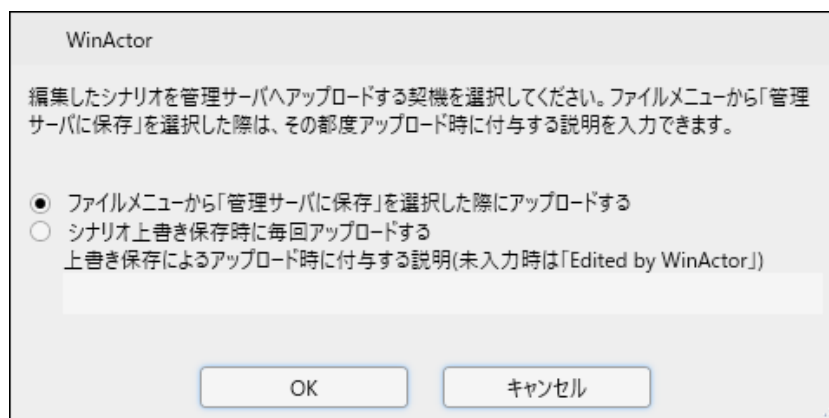 WinActor
編集したシナリオを管理サーバへアップロードする契機を選択してください。ファイルメニューから「管理
サーバに保存」を選択した際は、その都度アップロード時に付与する説明を入力できます。
ファイルメニューから「管理サーバに保存」を選択した際にアップロードする
シナリオ上書き保存時に毎回アップロードする
上書き保存によるアップロード時に付与する説明(未入力時は「Edited by WinActor」)
OK キャンセル